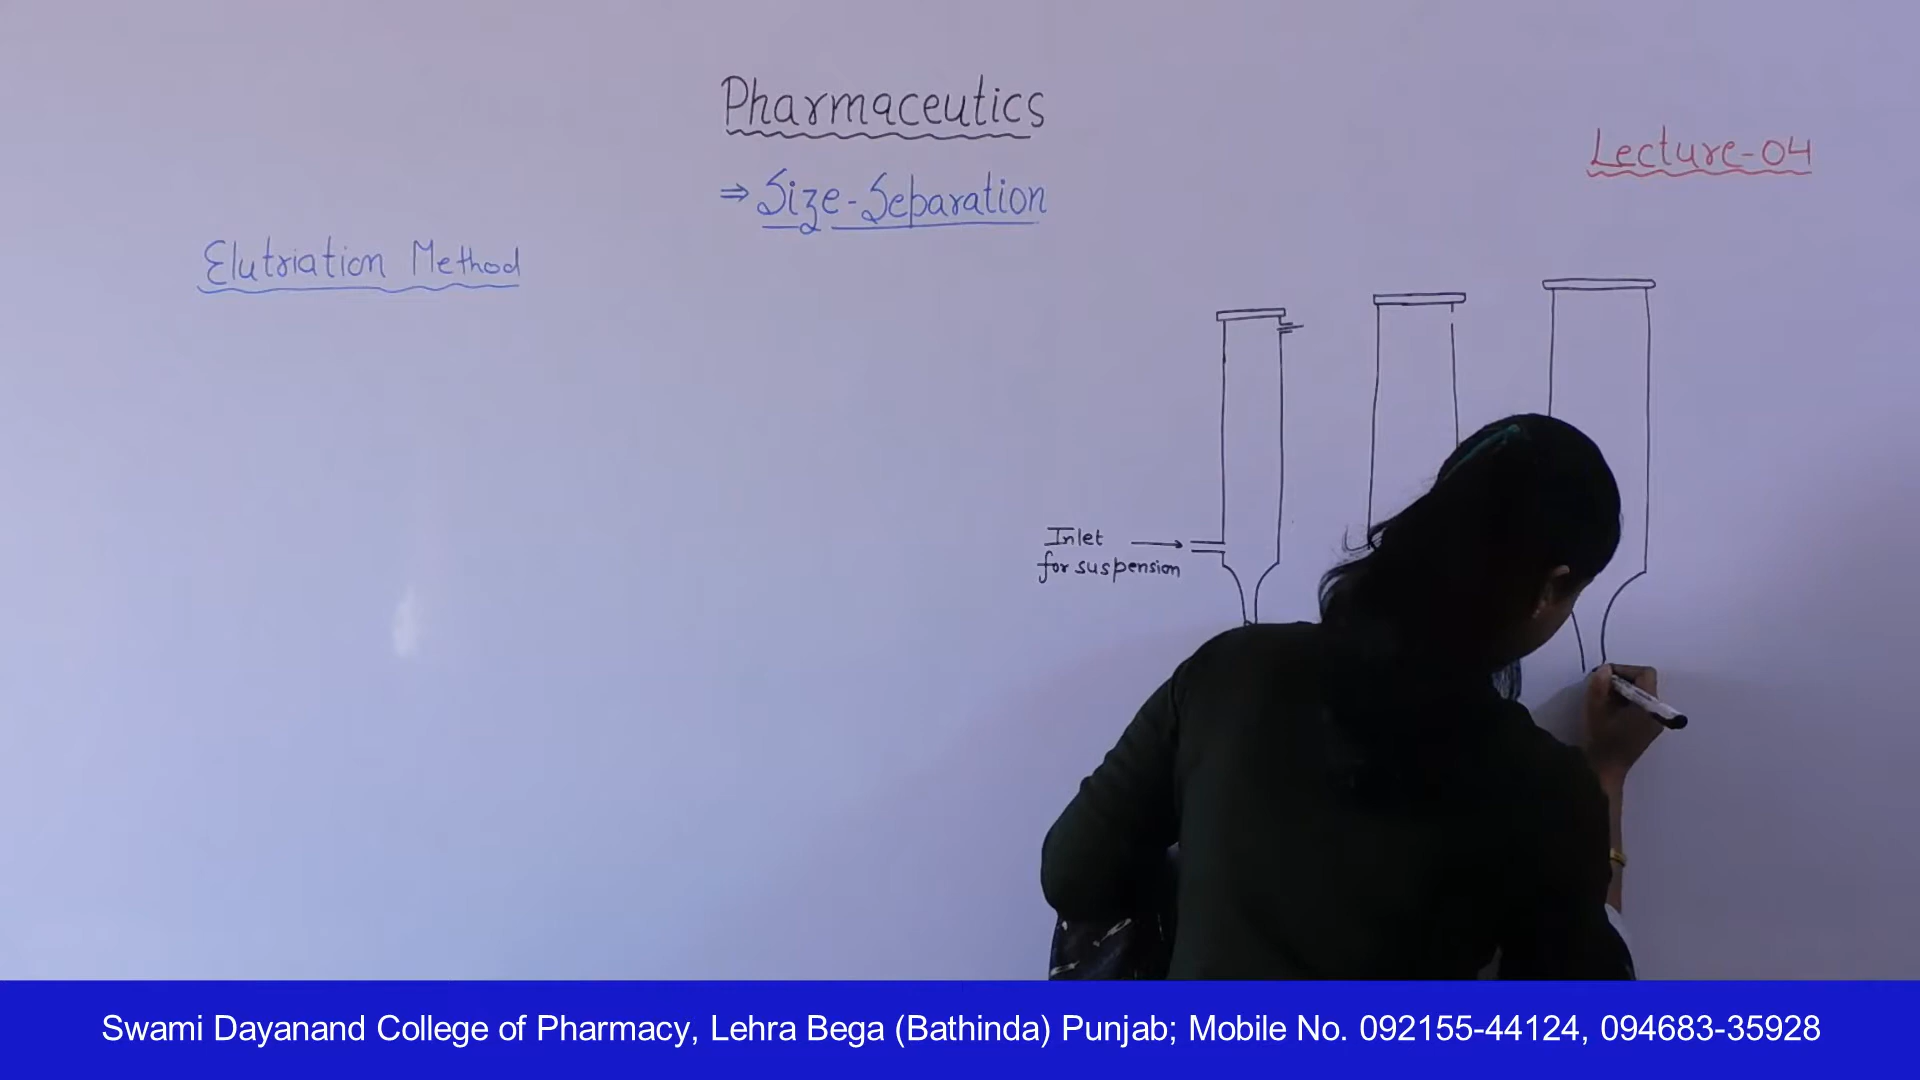 Pharmaceutics
Lecture-04
⇒ Size-Separation
Elutriation Method
Inlet
for suspension
Swami Dayanand College of Pharmacy, Lehra Bega (Bathinda) Punjab; Mobile No. 092155-44124, 094683-35928